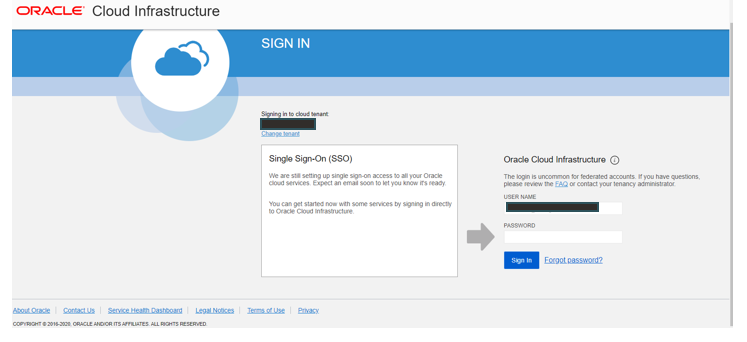 ORACLE Cloud Infrastructure
SIGN IN
Signing in to cloud tenant:
Change tenant
Single Sign-On (SSO)
We are still setting up single sign-on access to all your Oracle
cloud services. Expect an email soon to let you know it's ready.
You can get started now with some services by signing in directly
to Oracle Cloud Infrastructure.
Oracle Cloud Infrastructure
The login is uncommon for federated accounts. If you have questions,
please review the FAQ or contact your tenancy administrator.
USER NAME
PASSWORD
Sign In Forgot password?
About Oracle | Contact Us | Service Health Dashboard | Legal Notices | Terms of Use | Privacy
COPYRIGHT © 2016-2020, ORACLE AND/OR ITS AFFILIATES. ALL RIGHTS RESERVED.